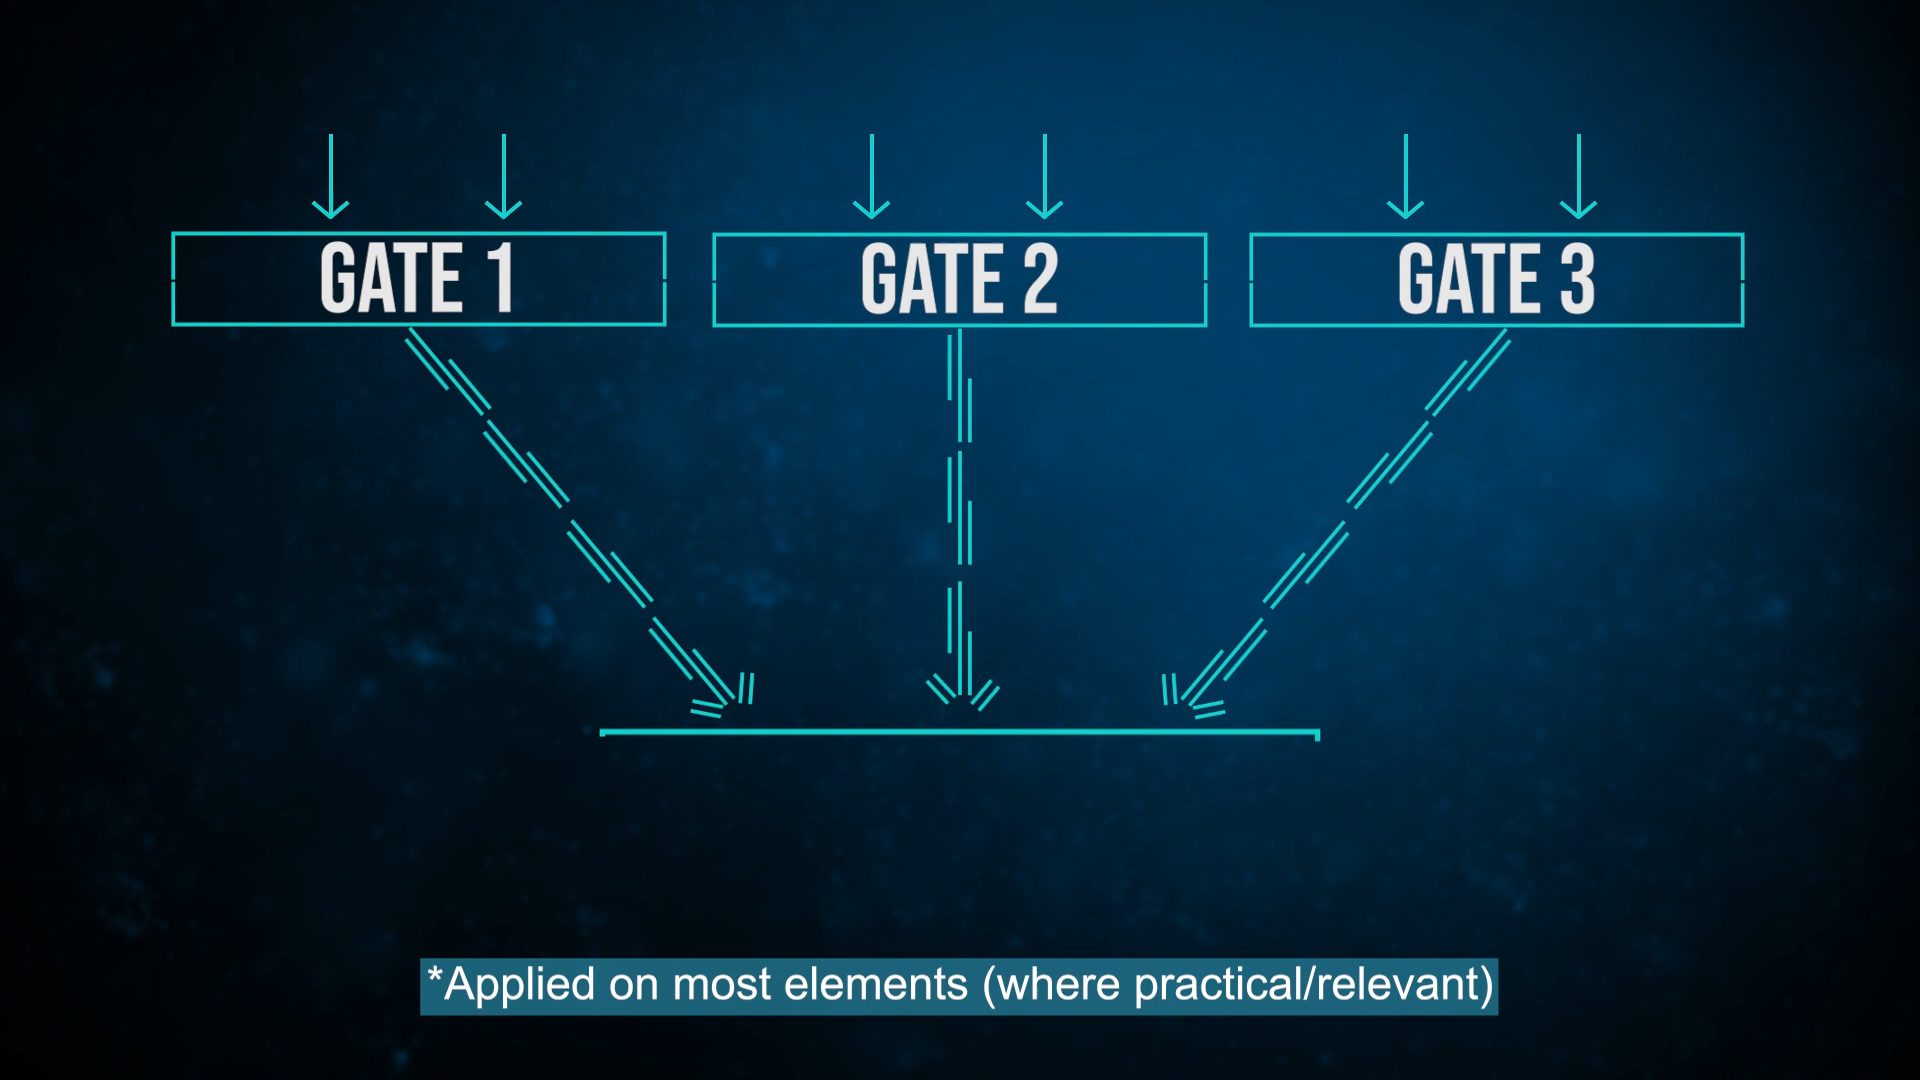 GATE 1
GATE 2
GATE 3
*Applied on most elements (where practical/relevant)